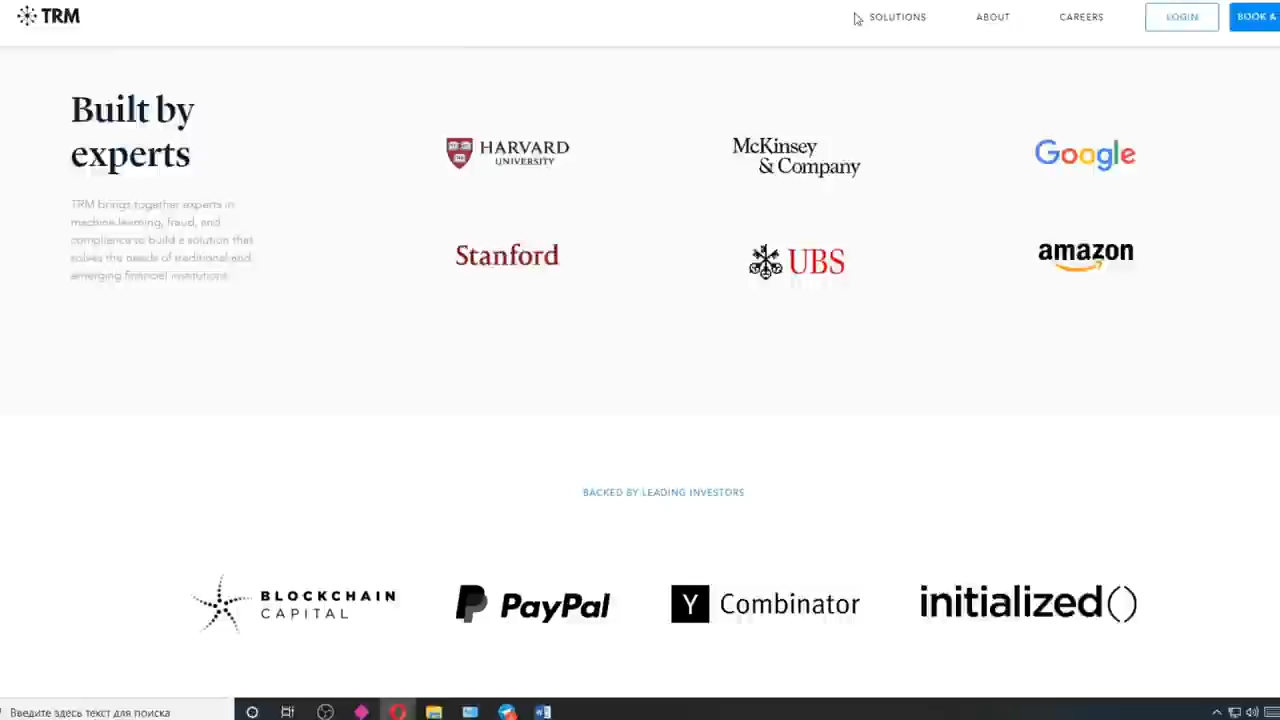 TRM
SOLUTIONS
ABOUT
CAREERS
LOGIN
BOOK A
Built by
experts
TRM brings together experts in
machine learning, fraud, and
compliance to build a solution that
solves the needs of traditional and
emerging financial institutions.
HARVARD
UNIVERSITY
McKinsey
& Company
Google
Stanford
UBS
amazon
BACKED BY LEADING INVESTORS
BLOCKCHAIN
CAPITAL
PayPal
Y Combinator
initialized()
Введите здесь текст для поиска